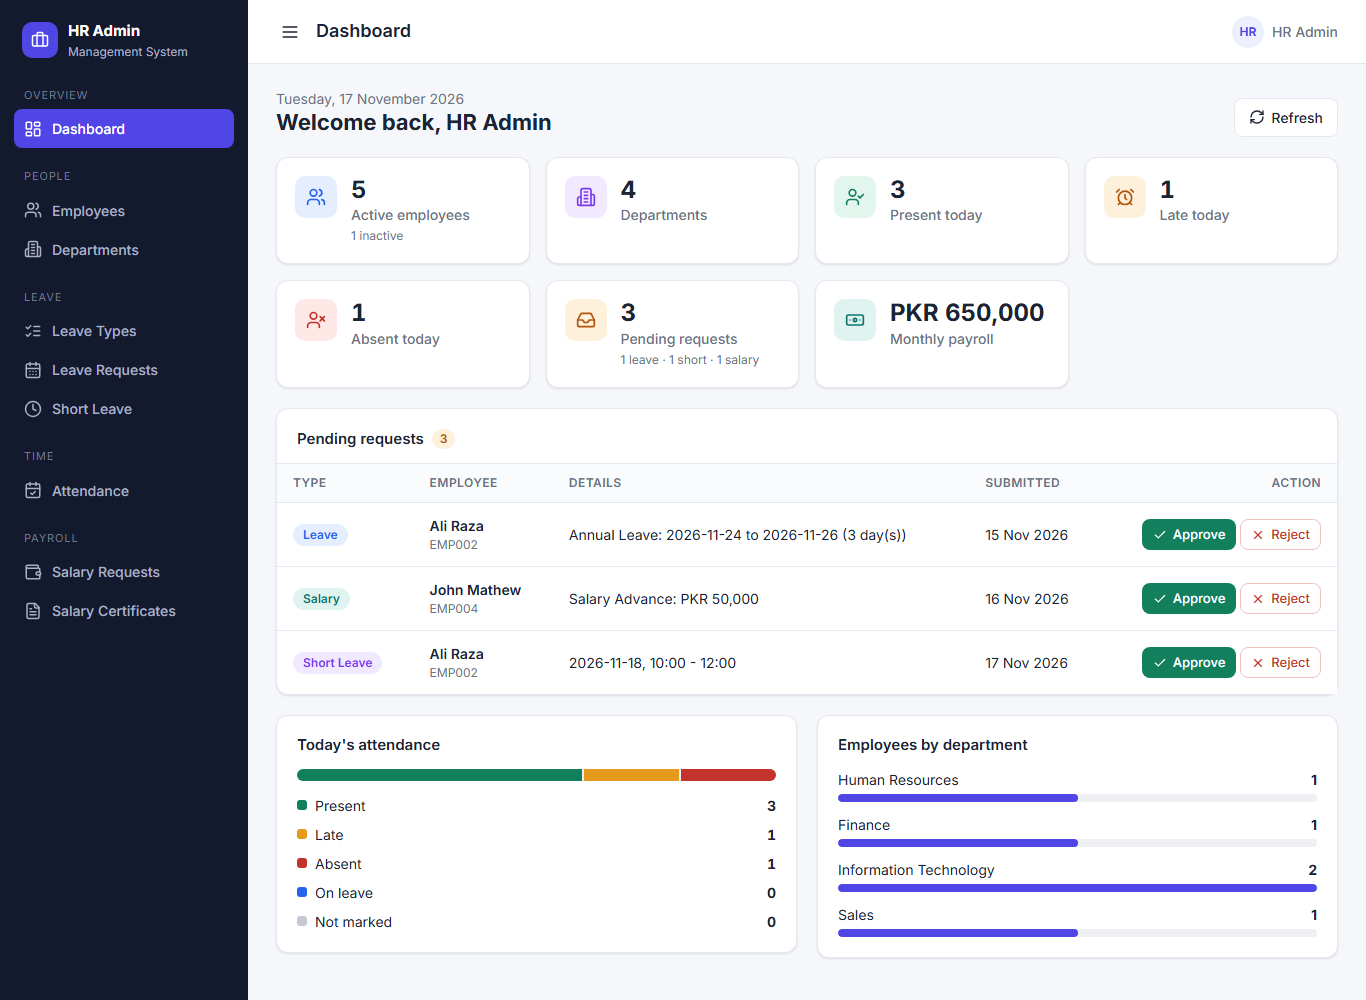 HR Admin
Management System
OVERVIEW
Dashboard
PEOPLE
Employees
Departments
LEAVE
Leave Types
Leave Requests
Short Leave
TIME
Attendance
PAYROLL
Salary Requests
Salary Certificates
Dashboard
HR HR Admin
Tuesday, 17 November 2026
Welcome back, HR Admin
Refresh
5
Active employees
1 inactive
4
Departments
3
Present today
1
Late today
1
Absent today
3
Pending requests
1 leave · 1 short · 1 salary
PKR 650,000
Monthly payroll
Pending requests 3
TYPE EMPLOYEE DETAILS SUBMITTED ACTION
Leave Ali Raza EMP002 Annual Leave: 2026-11-24 to 2026-11-26 (3 day(s)) 15 Nov 2026 Approve Reject
Salary John Mathew EMP004 Salary Advance: PKR 50,000 16 Nov 2026 Approve Reject
Short Leave Ali Raza EMP002 2026-11-18, 10:00 - 12:00 17 Nov 2026 Approve Reject
Today's attendance
Present 3
Late 1
Absent 1
On leave 0
Not marked 0
Employees by department
Human Resources 1
Finance 1
Information Technology 2
Sales 1